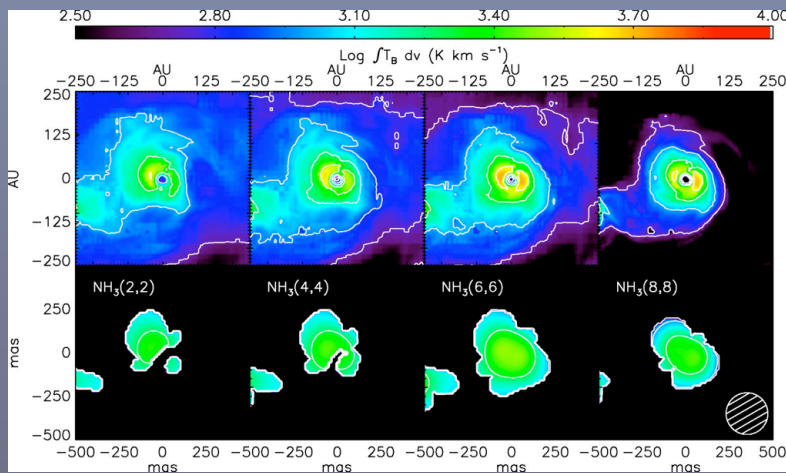 2.50 2.80 3.10 3.40 3.70 4.00
Log ∫T_B dv (K km s⁻¹)
AU AU AU AU
-250 -125 0 125 -250 -125 0 125 -250 -125 0 125 -250 -125 0 125 250
250
125
AU
0
-125
-250
NH₃(2,2) NH₃(4,4) NH₃(6,6) NH₃(8,8)
250
mas
0
-250
-500
-500 -250 0 250 -500 -250 0 250 -500 -250 0 250 -500 -250 0 250 500
mas mas mas mas